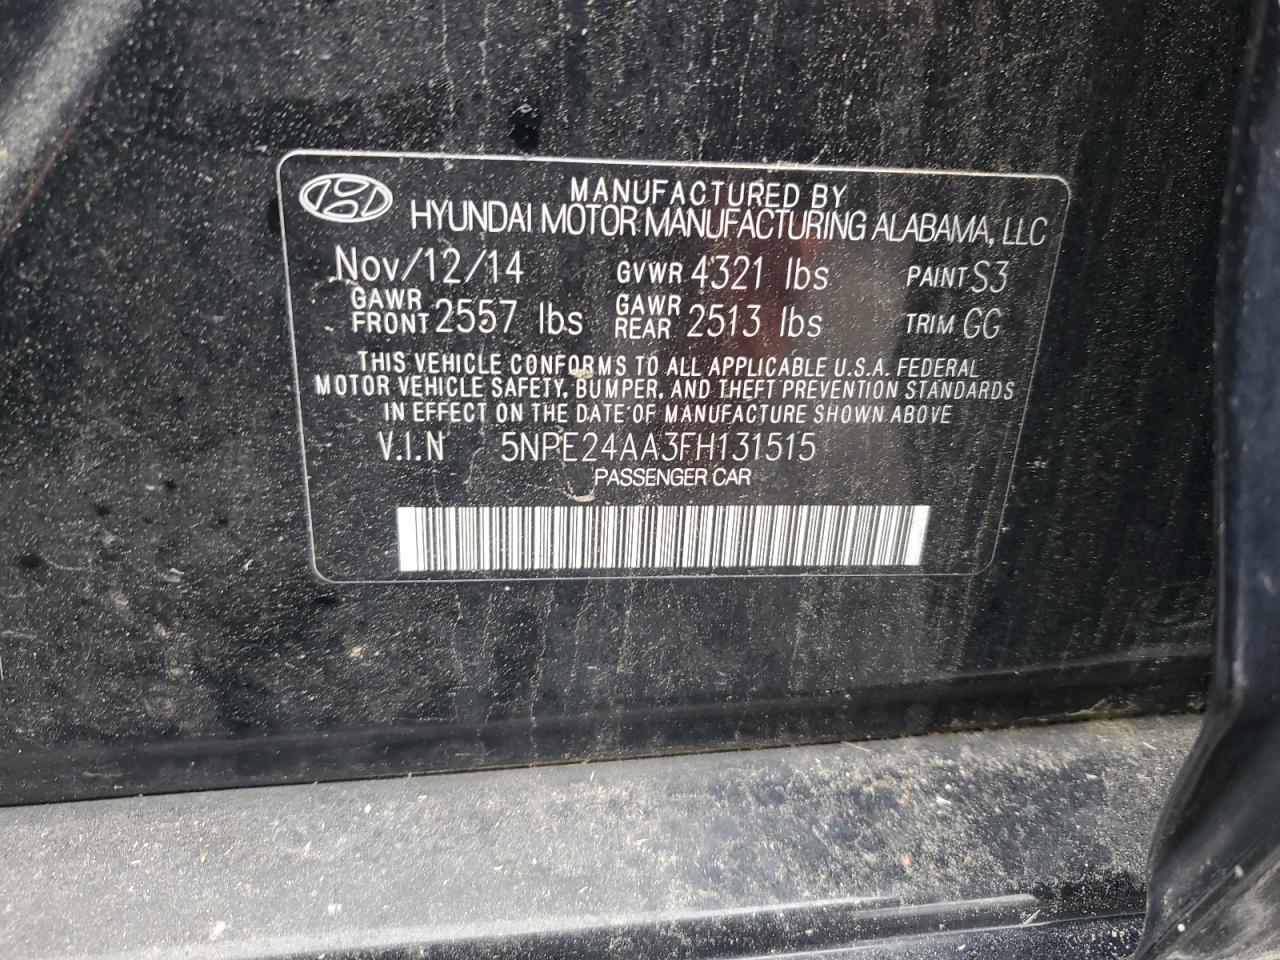 MANUFACTURED BY
HYUNDAI MOTOR MANUFACTURING ALABAMA, LLC
Nov/12/14 GVWR 4321 lbs PAINT S3
GAWR FRONT 2557 lbs GAWR REAR 2513 lbs TRIM GG
THIS VEHICLE CONFORMS TO ALL APPLICABLE U.S.A. FEDERAL
MOTOR VEHICLE SAFETY, BUMPER, AND THEFT PREVENTION STANDARDS
IN EFFECT ON THE DATE OF MANUFACTURE SHOWN ABOVE
V.I.N 5NPE24AA3FH131515
PASSENGER CAR